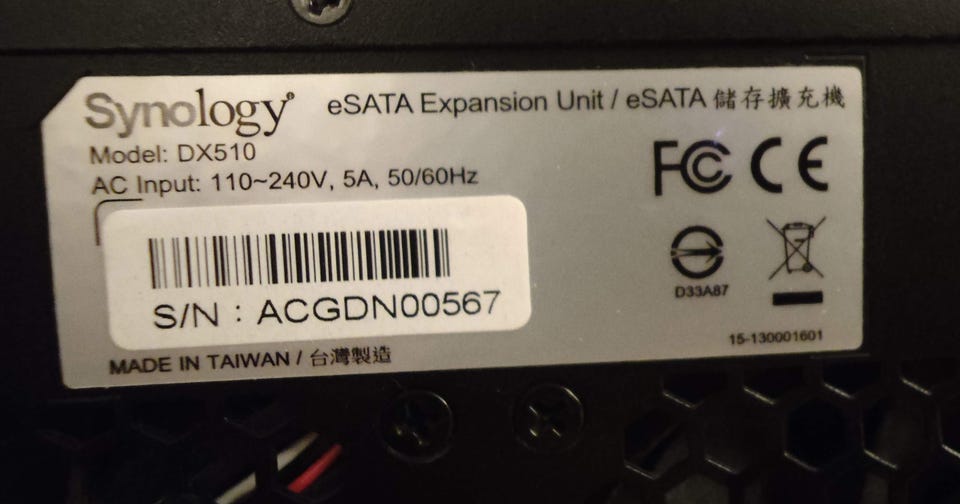 Synology eSATA Expansion Unit / eSATA 儲存擴充機
Model: DX510
AC Input: 110~240V, 5A, 50/60Hz
FC CE
S/N : ACGDN00567
D33A87
15-130001601
MADE IN TAIWAN / 台灣製造